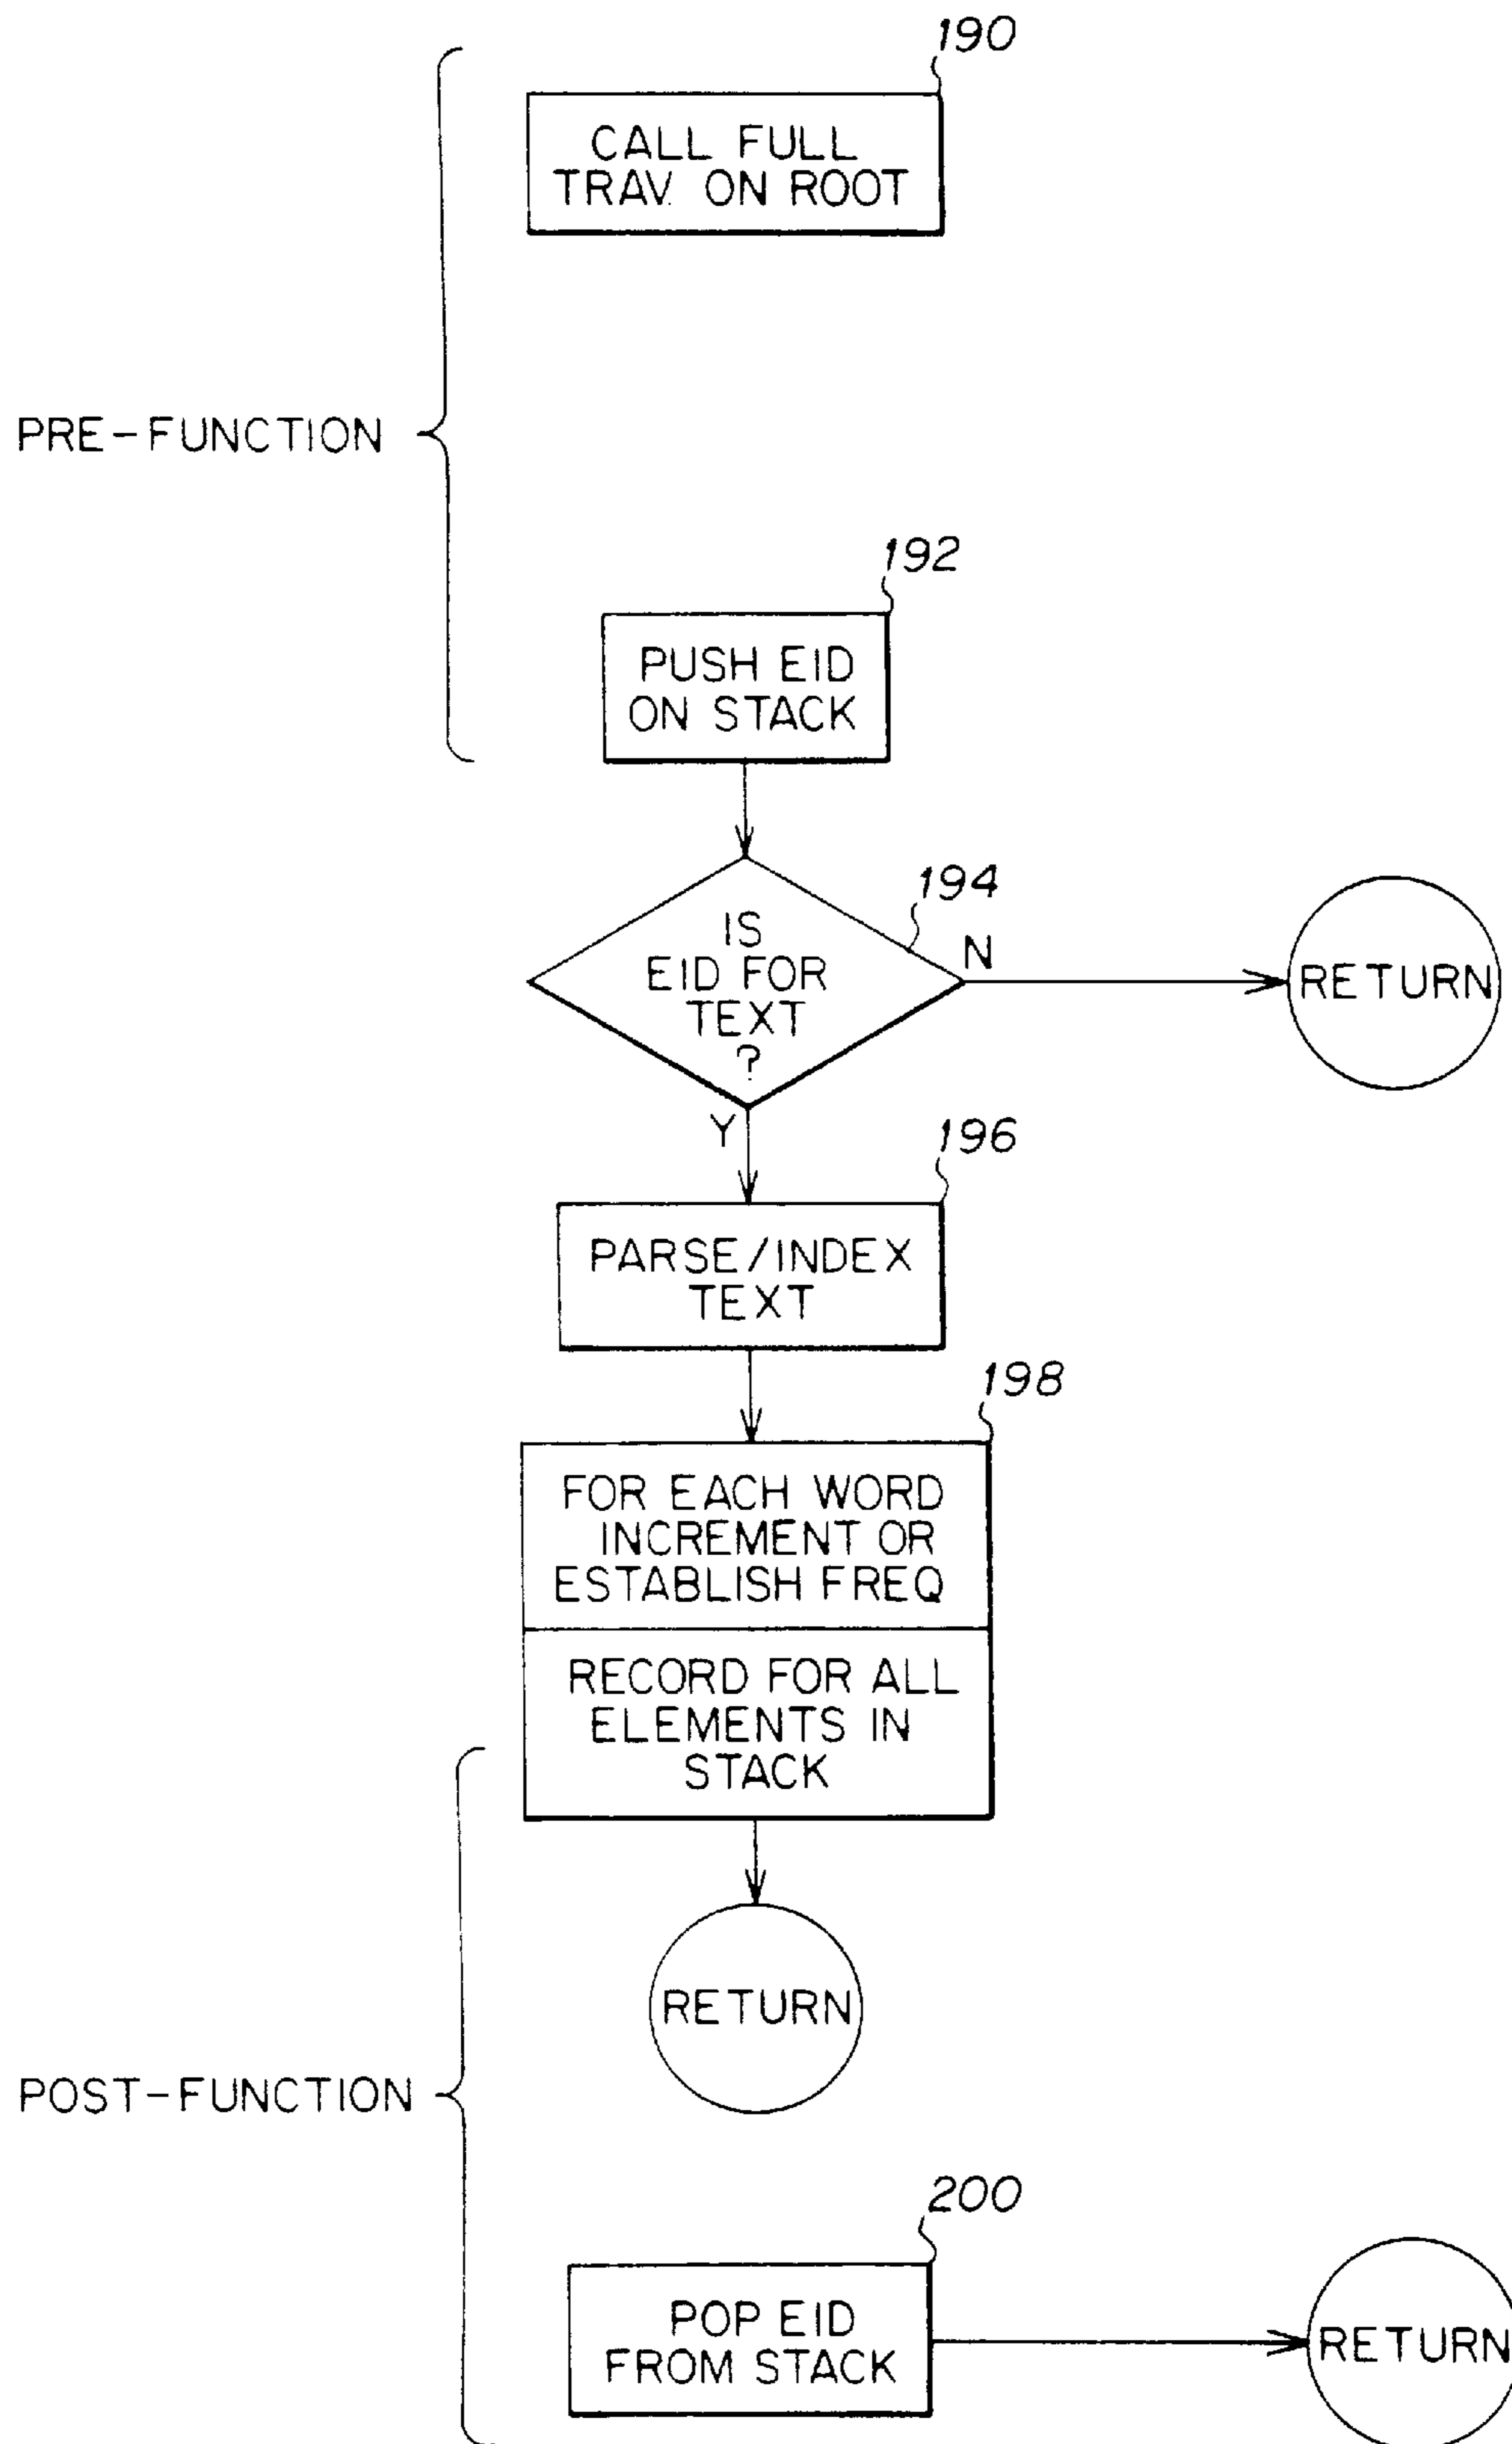 190
CALL FULL
TRAV. ON ROOT
PRE-FUNCTION
192
PUSH EID
ON STACK
194
IS
EID FOR
TEXT
?
N
RETURN
Y
196
PARSE/INDEX
TEXT
198
FOR EACH WORD
INCREMENT OR
ESTABLISH FREQ
RECORD FOR ALL
ELEMENTS IN
STACK
RETURN
POST-FUNCTION
200
POP EID
FROM STACK
RETURN